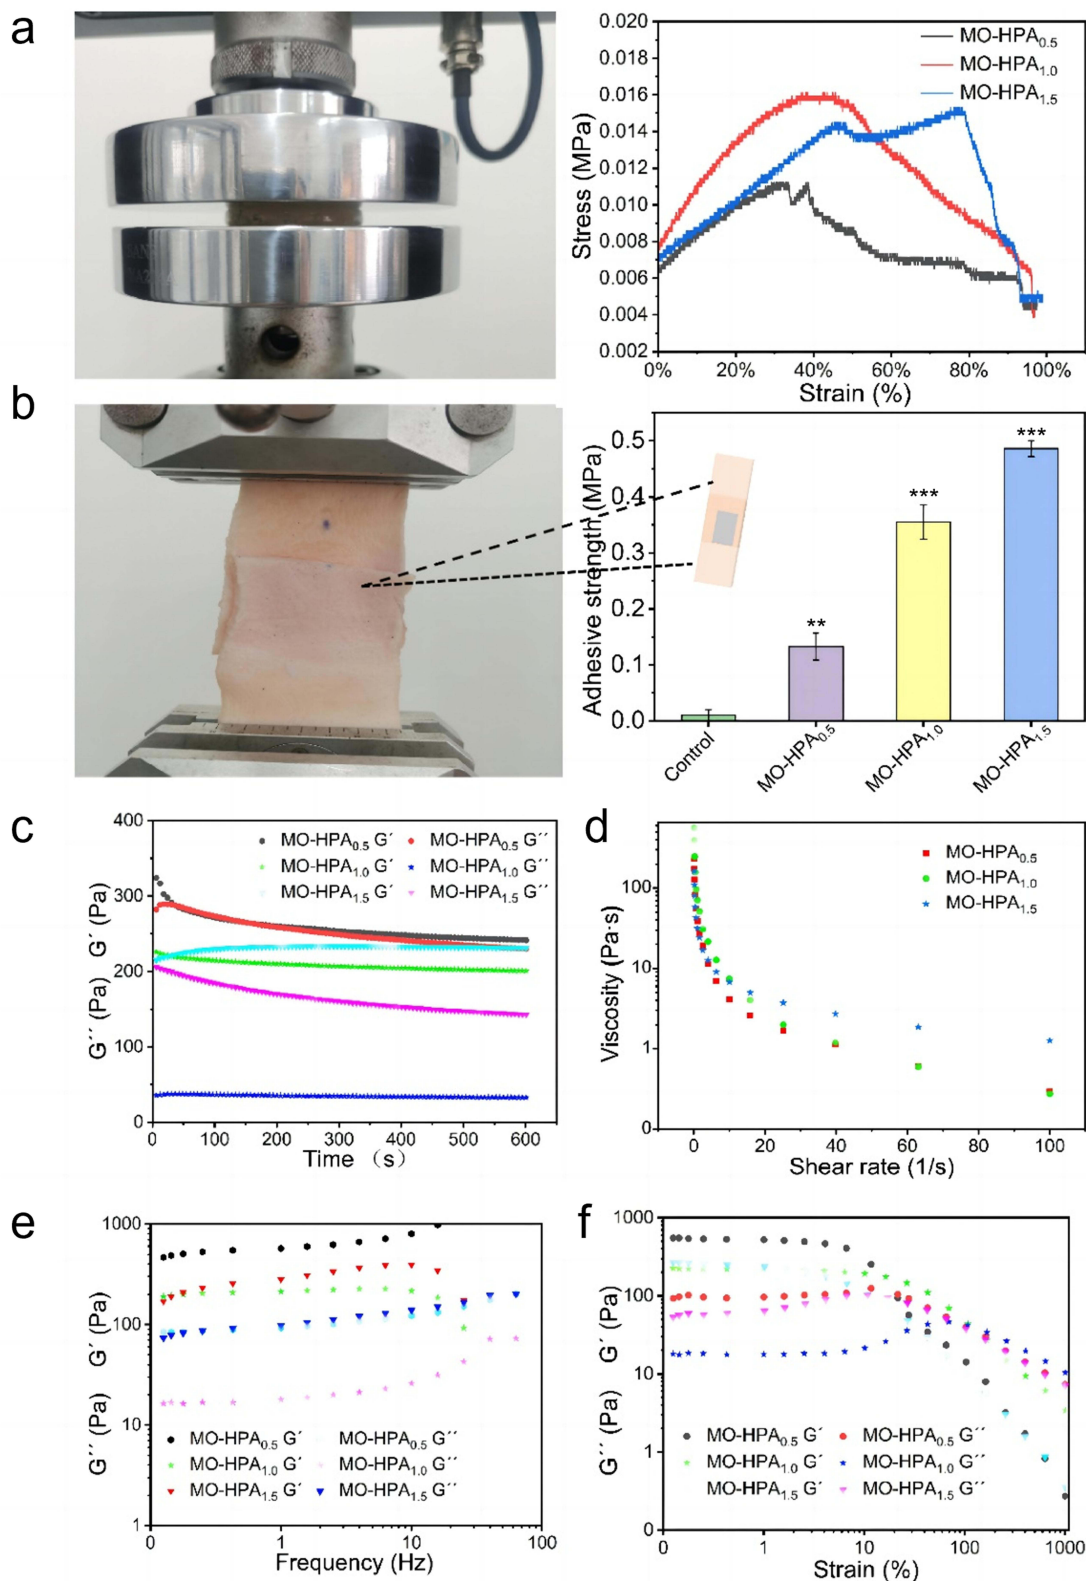 a
0.020
0.018
0.016
0.014
0.012
0.010
0.008
0.006
0.004
0.002
Stress (MPa)
MO-HPA0.5
MO-HPA1.0
MO-HPA1.5
0% 20% 40% 60% 80% 100%
Strain (%)
b
0.5
0.4
0.3
0.2
0.1
0.0
Adhesive strength (MPa)
**
***
***
Control
MO-HPA0.5
MO-HPA1.0
MO-HPA1.5
c
400
300
200
100
0
G´´ (Pa) G´ (Pa)
MO-HPA0.5 G´ MO-HPA0.5 G´´
MO-HPA1.0 G´ MO-HPA1.0 G´´
MO-HPA1.5 G´ MO-HPA1.5 G´´
0 100 200 300 400 500 600
Time (s)
d
100
10
1
0
Viscosity (Pa·s)
MO-HPA0.5
MO-HPA1.0
MO-HPA1.5
0 20 40 60 80 100
Shear rate (1/s)
e
1000
100
10
1
G´´ (Pa) G´ (Pa)
MO-HPA0.5 G´ MO-HPA0.5 G´´
MO-HPA1.0 G´ MO-HPA1.0 G´´
MO-HPA1.5 G´ MO-HPA1.5 G´´
0 1 10 100
Frequency (Hz)
f
1000
100
10
1
0
G´´ (Pa) G´ (Pa)
MO-HPA0.5 G´ MO-HPA0.5 G´´
MO-HPA1.0 G´ MO-HPA1.0 G´´
MO-HPA1.5 G´ MO-HPA1.5 G´´
0 1 10 100 1000
Strain (%)